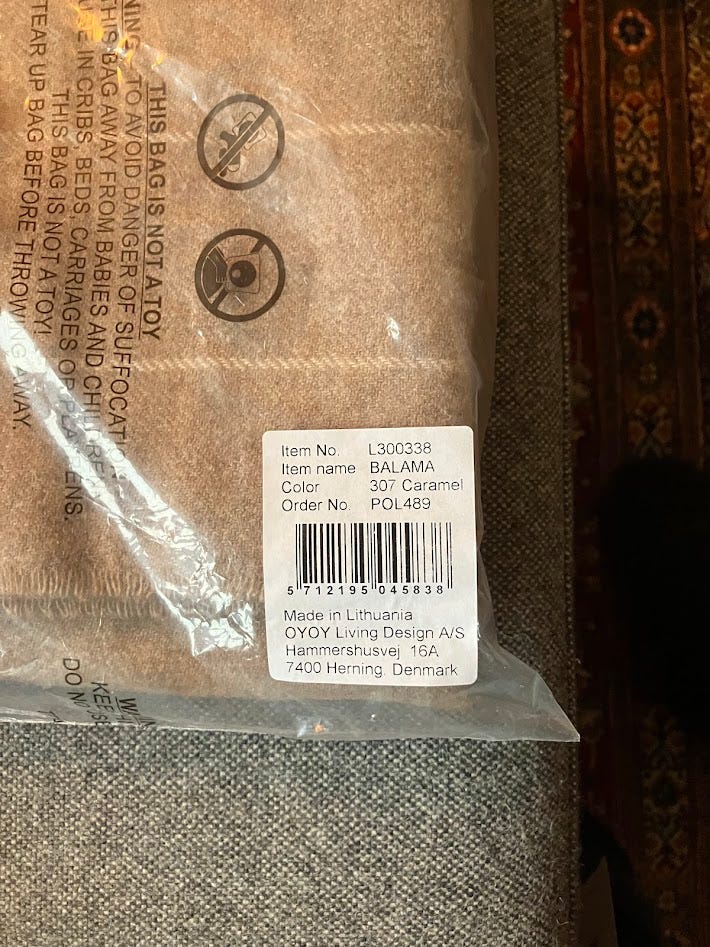 THIS BAG IS NOT A TOY
TO AVOID DANGER OF SUFFOCATION
THIS BAG AWAY FROM BABIES AND CHILDREN
IN CRIBS, BEDS, CARRIAGES OR PLAYPENS.
THIS BAG IS NOT A TOY!
TEAR UP BAG BEFORE THROWING AWAY.
Item No. L300338
Item name BALAMA
Color 307 Caramel
Order No. POL489
5 712195 045838
Made in Lithuania
OYOY Living Design A/S
Hammershusvej 16A
7400 Herning. Denmark